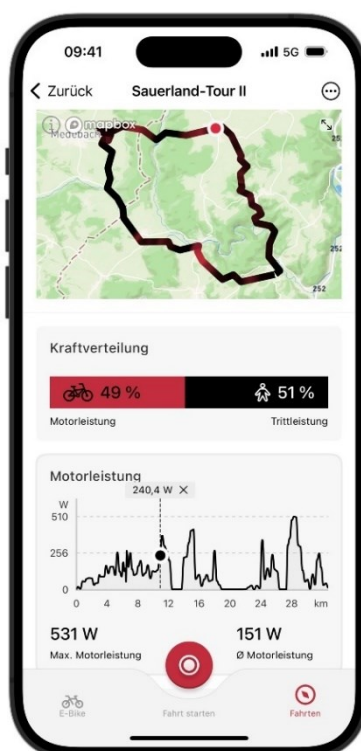 09:41
5G
Zurück
Sauerland-Tour II
mapbox
Medebach
252
252
Kraftverteilung
49 %
51 %
Motorleistung
Trittleistung
Motorleistung
240,4 W ×
W
510
256
0
0 4 8 12 16 20 24 28 km
531 W
151 W
Max. Motorleistung
Ø Motorleistung
E-Bike
Fahrt starten
Fahrten